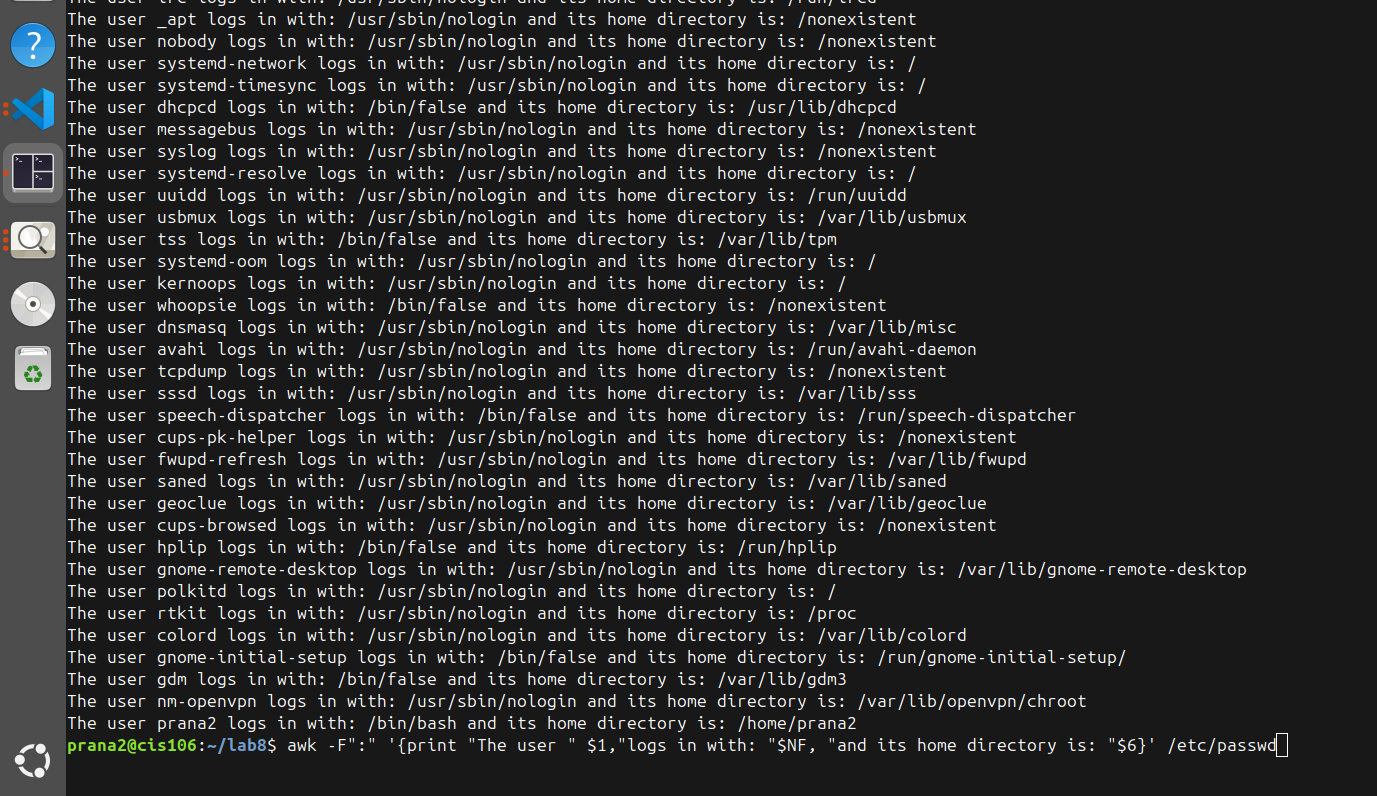 The user irc logs in with: /usr/sbin/nologin and its home directory is: /run/ircd
The user _apt logs in with: /usr/sbin/nologin and its home directory is: /nonexistent
The user nobody logs in with: /usr/sbin/nologin and its home directory is: /nonexistent
The user systemd-network logs in with: /usr/sbin/nologin and its home directory is: /
The user systemd-timesync logs in with: /usr/sbin/nologin and its home directory is: /
The user dhcpcd logs in with: /bin/false and its home directory is: /usr/lib/dhcpcd
The user messagebus logs in with: /usr/sbin/nologin and its home directory is: /nonexistent
The user syslog logs in with: /usr/sbin/nologin and its home directory is: /nonexistent
The user systemd-resolve logs in with: /usr/sbin/nologin and its home directory is: /
The user uuidd logs in with: /usr/sbin/nologin and its home directory is: /run/uuidd
The user usbmux logs in with: /usr/sbin/nologin and its home directory is: /var/lib/usbmux
The user tss logs in with: /bin/false and its home directory is: /var/lib/tpm
The user systemd-oom logs in with: /usr/sbin/nologin and its home directory is: /
The user kernoops logs in with: /usr/sbin/nologin and its home directory is: /
The user whoopsie logs in with: /bin/false and its home directory is: /nonexistent
The user dnsmasq logs in with: /usr/sbin/nologin and its home directory is: /var/lib/misc
The user avahi logs in with: /usr/sbin/nologin and its home directory is: /run/avahi-daemon
The user tcpdump logs in with: /usr/sbin/nologin and its home directory is: /nonexistent
The user sssd logs in with: /usr/sbin/nologin and its home directory is: /var/lib/sss
The user speech-dispatcher logs in with: /bin/false and its home directory is: /run/speech-dispatcher
The user cups-pk-helper logs in with: /usr/sbin/nologin and its home directory is: /nonexistent
The user fwupd-refresh logs in with: /usr/sbin/nologin and its home directory is: /var/lib/fwupd
The user saned logs in with: /usr/sbin/nologin and its home directory is: /var/lib/saned
The user geoclue logs in with: /usr/sbin/nologin and its home directory is: /var/lib/geoclue
The user cups-browsed logs in with: /usr/sbin/nologin and its home directory is: /nonexistent
The user hplip logs in with: /bin/false and its home directory is: /run/hplip
The user gnome-remote-desktop logs in with: /usr/sbin/nologin and its home directory is: /var/lib/gnome-remote-desktop
The user polkitd logs in with: /usr/sbin/nologin and its home directory is: /
The user rtkit logs in with: /usr/sbin/nologin and its home directory is: /proc
The user colord logs in with: /usr/sbin/nologin and its home directory is: /var/lib/colord
The user gnome-initial-setup logs in with: /bin/false and its home directory is: /run/gnome-initial-setup/
The user gdm logs in with: /bin/false and its home directory is: /var/lib/gdm3
The user nm-openvpn logs in with: /usr/sbin/nologin and its home directory is: /var/lib/openvpn/chroot
The user prana2 logs in with: /bin/bash and its home directory is: /home/prana2
prana2@cis106:~/lab8$ awk -F":" '{print "The user " $1,"logs in with: "$NF, "and its home directory is: "$6}' /etc/passwd